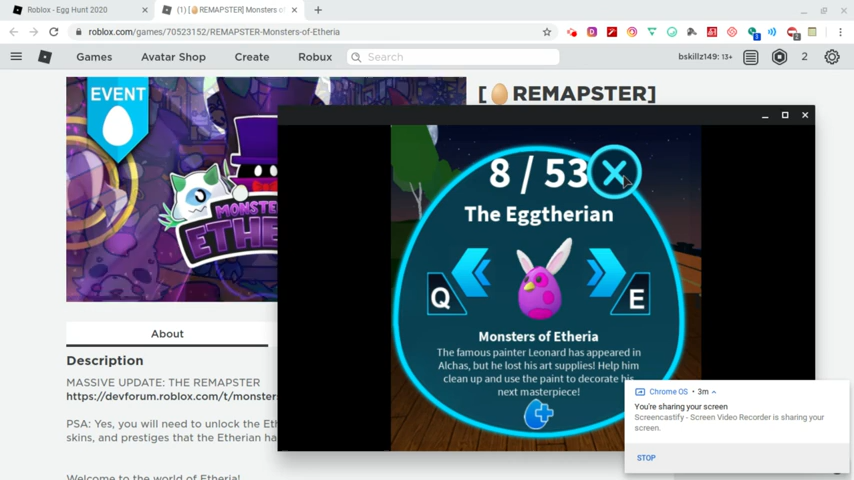 Roblox - Egg Hunt 2020
(1) [🥚REMAPSTER] Monsters of
roblox.com/games/70523152/REMAPSTER-Monsters-of-Etheria
Games
Avatar Shop
Create
Robux
Search
bskillz149: 13+
2
EVENT
[🥚REMAPSTER]
MONSTER
ETHE
8 / 53
The Eggtherian
Q
E
Monsters of Etheria
The famous painter Leonard has appeared in
Alchas, but he lost his art supplies! Help him
clean up and use the paint to decorate his
next masterpiece!
About
Description
MASSIVE UPDATE: THE REMAPSTER
https://devforum.roblox.com/t/monsters
PSA: Yes, you will need to unlock the Eth
skins, and prestiges that the Etherian ha
Welcome to the world of Etheria!
Chrome OS • 3m
You're sharing your screen
Screencastify - Screen Video Recorder is sharing your
screen.
STOP